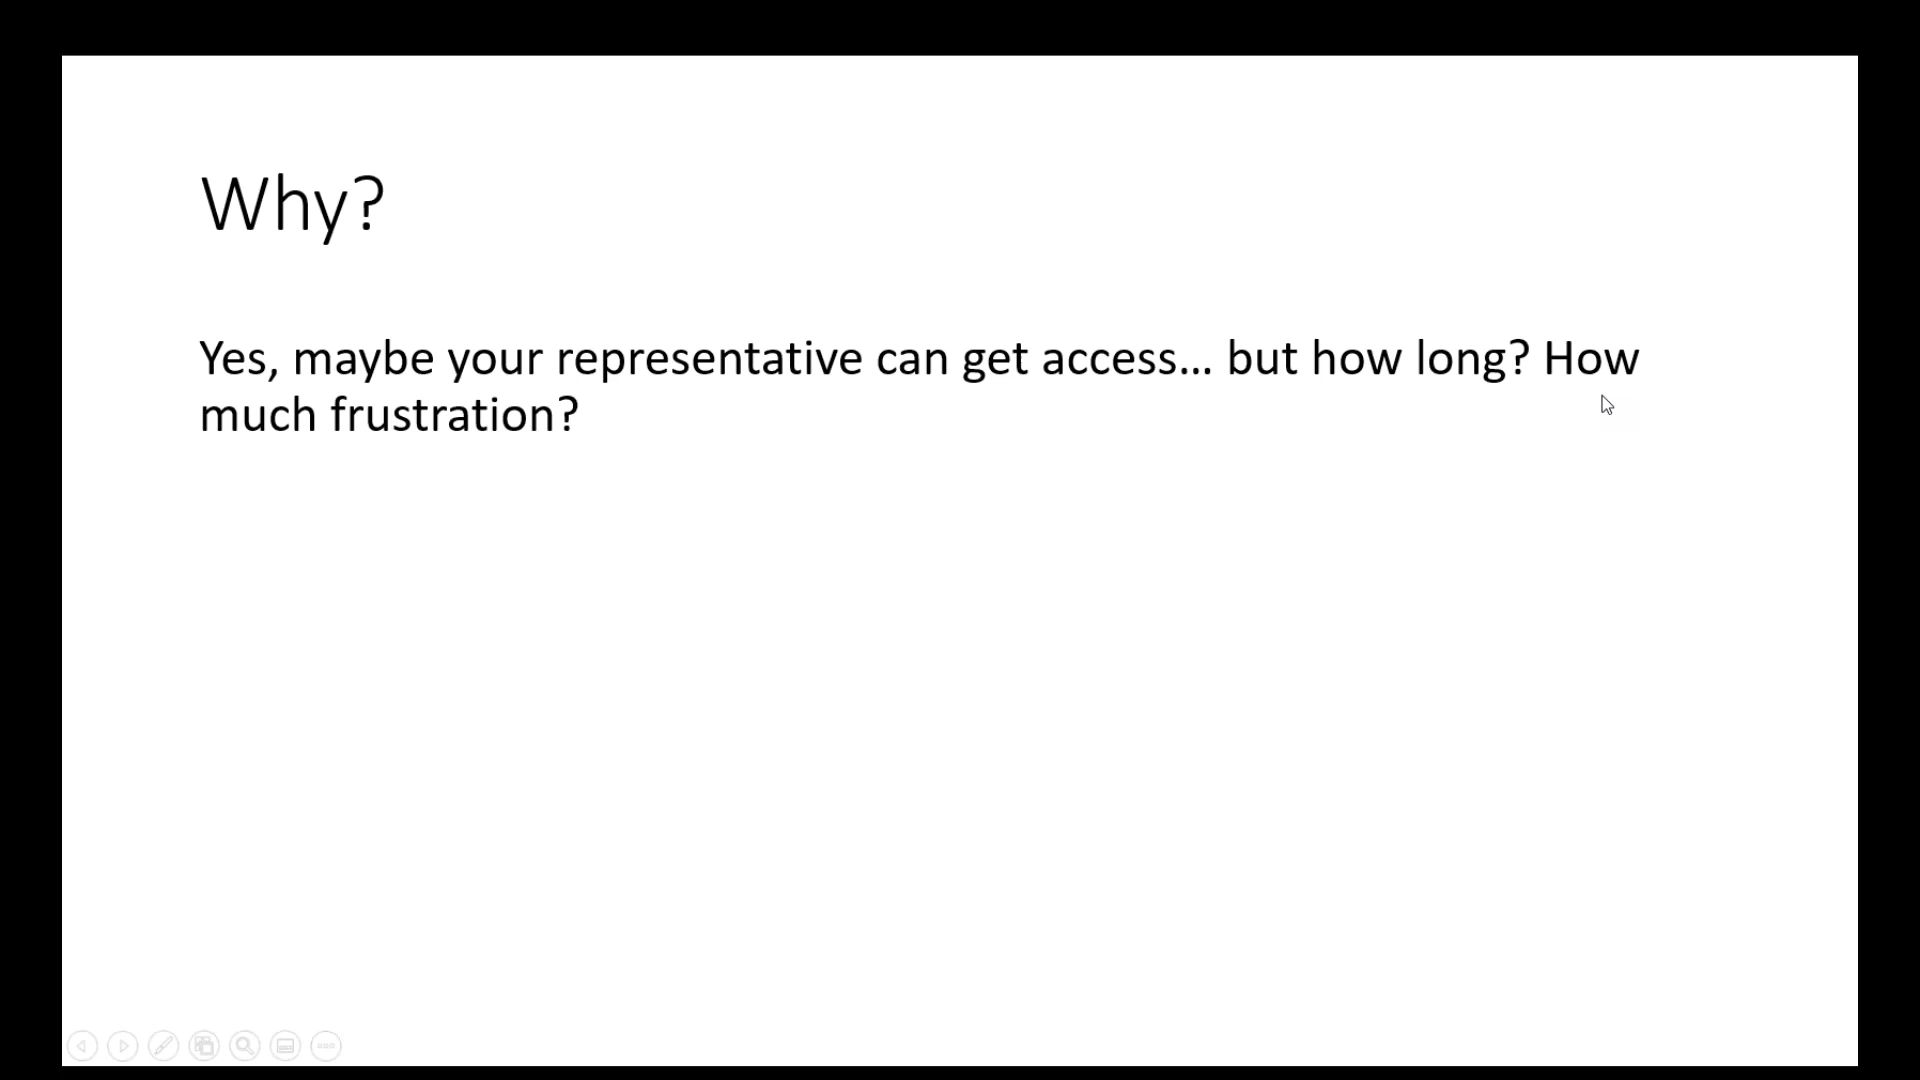 Why?
Yes, maybe your representative can get access... but how long? How
much frustration?